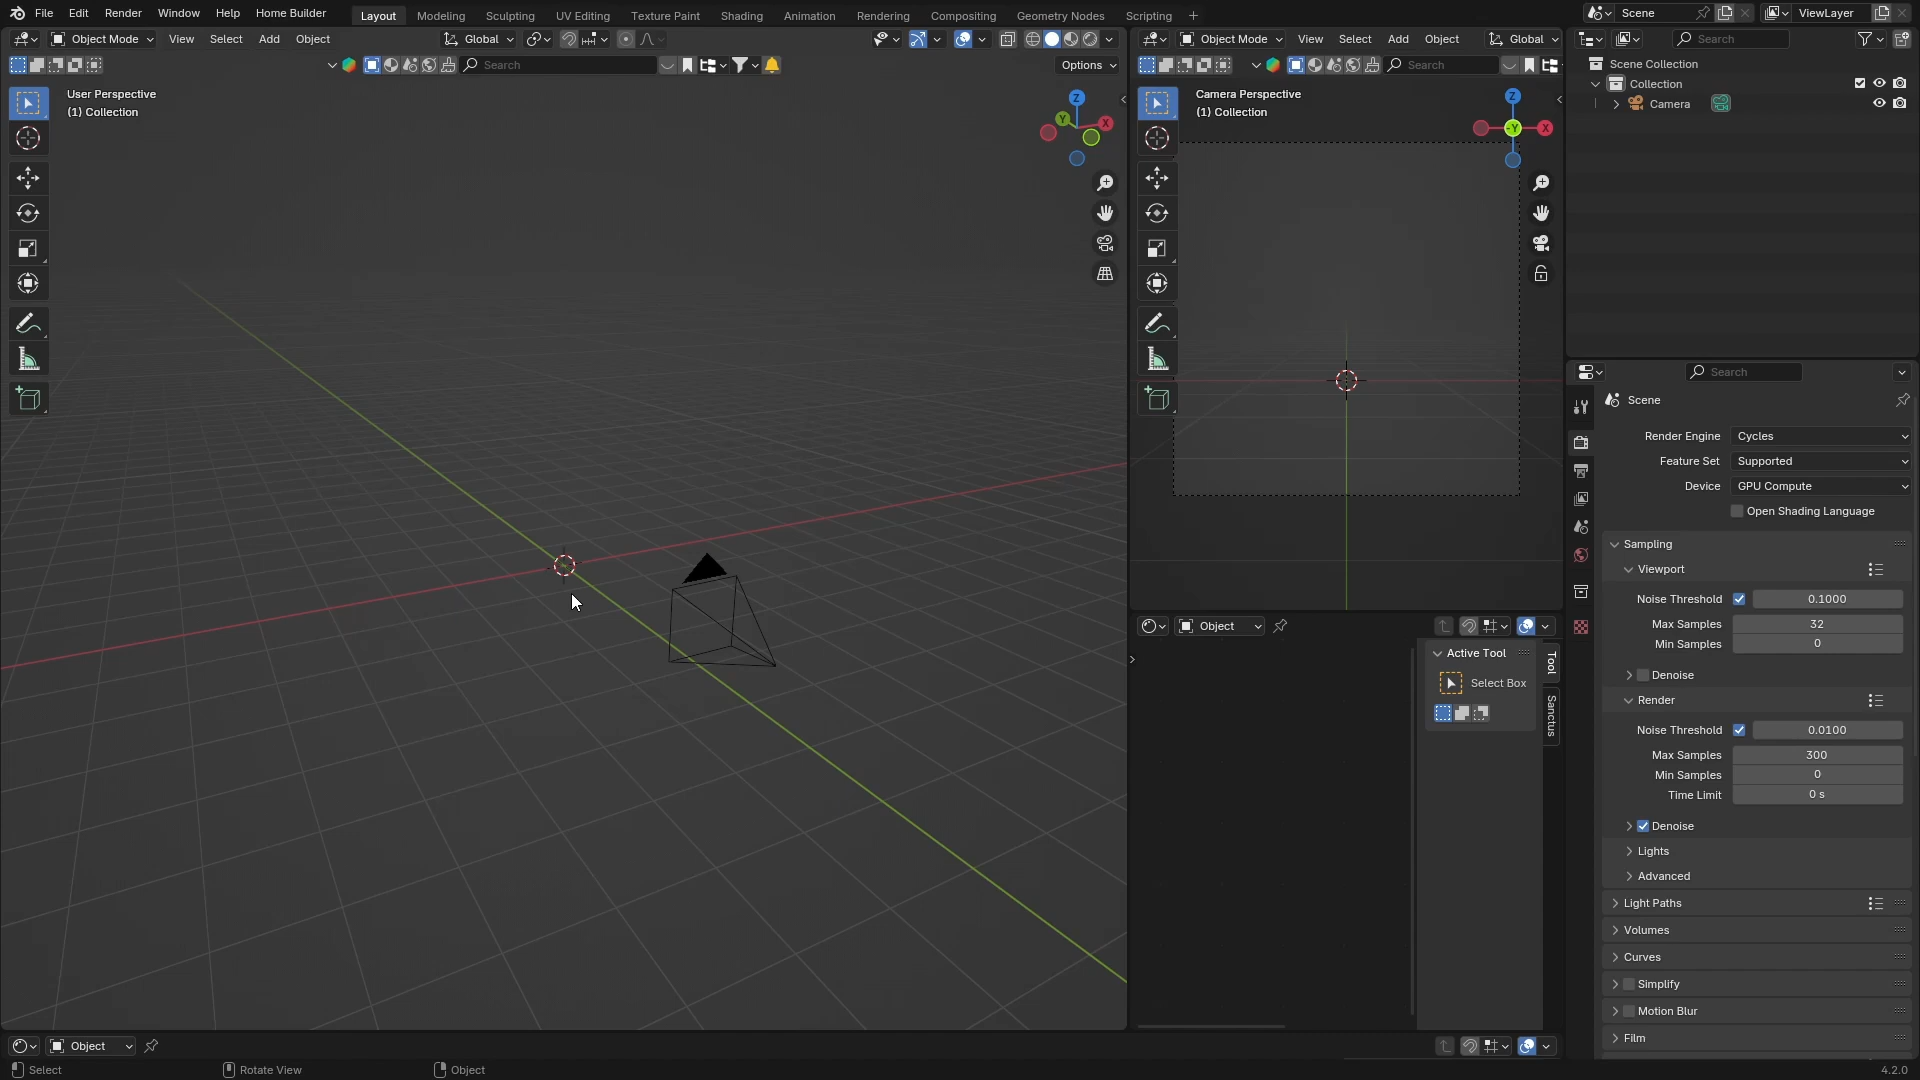 File Edit Render Window Help Home Builder Layout Modeling Sculpting UV Editing Texture Paint Shading Animation Rendering Compositing Geometry Nodes Scripting + Scene ViewLayer
Object Mode View Select Add Object Global
Search Options
User Perspective
(1) Collection
Z
Y
X
Object Mode View Select Add Object Global
Search
Camera Perspective
(1) Collection
Z
-Y
X
Object
Active Tool
Select Box
Tool
Sanctus
Search
Scene Collection
Collection
Camera
Search
Scene
Render Engine Cycles
Feature Set Supported
Device GPU Compute
Open Shading Language
Sampling
Viewport
Noise Threshold 0.1000
Max Samples 32
Min Samples 0
Denoise
Render
Noise Threshold 0.0100
Max Samples 300
Min Samples 0
Time Limit 0 s
Denoise
Lights
Advanced
Light Paths
Volumes
Curves
Simplify
Motion Blur
Film
Object
Select Rotate View Object 4.2.0